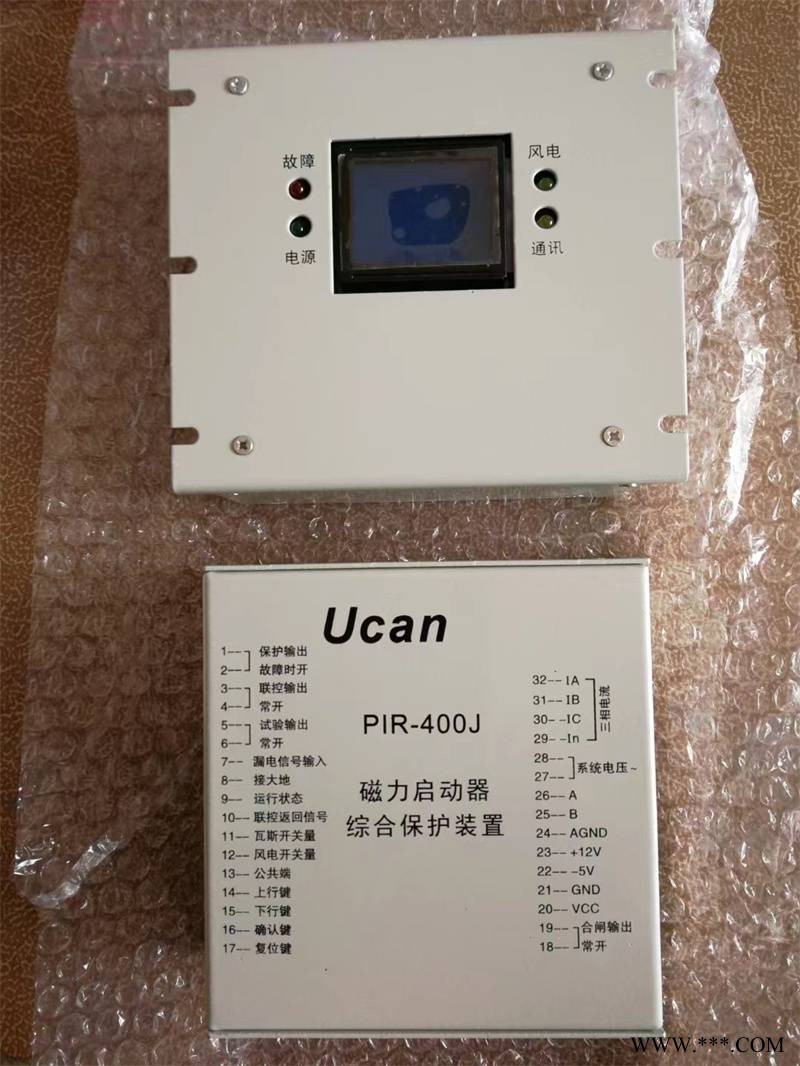 故障
电源
风电
通讯
Ucan
PIR-400J
磁力启动器
综合保护装置
1-- 保护输出
2-- 故障时开
3-- 联控输出
4-- 常开
5-- 试验输出
6-- 常开
7-- 漏电信号输入
8-- 接大地
9-- 运行状态
10-- 联控返回信号
11-- 瓦斯开关量
12-- 风电开关量
13-- 公共端
14-- 上行键
15-- 下行键
16-- 确认键
17-- 复位键
32-- IA
31-- IB
30-- IC
29-- In
三相电流
28--
27--
系统电压~
26-- A
25-- B
24-- AGND
23-- +12V
22-- -5V
21-- GND
20-- VCC
19-- 合闸输出
18-- 常开
WWW.***.COM